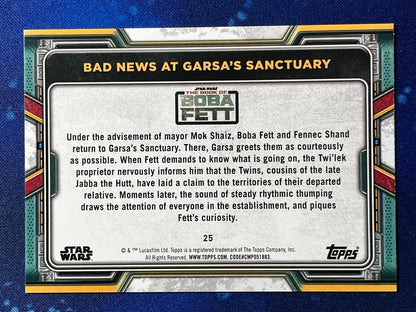 BAD NEWS AT GARSA'S SANCTUARY
STAR WARS
THE BOOK OF
BOBA
FETT
Under the advisement of mayor Mok Shaiz, Boba Fett and Fennec Shand
return to Garsa's Sanctuary. There, Garsa greets them as courteously
as possible. When Fett demands to know what is going on, the Twi'lek
proprietor nervously informs him that the Twins, cousins of the late
Jabba the Hutt, have laid a claim to the territories of their departed
relative. Moments later, the sound of steady rhythmic thumping
draws the attention of everyone in the establishment, and piques
Fett's curiosity.
25
STAR
WARS
© & ™ Lucasfilm Ltd. Topps is a registered trademark of The Topps Company, Inc.
All Rights Reserved. WWW.TOPPS.COM. CODE#CMP051883.
Topps